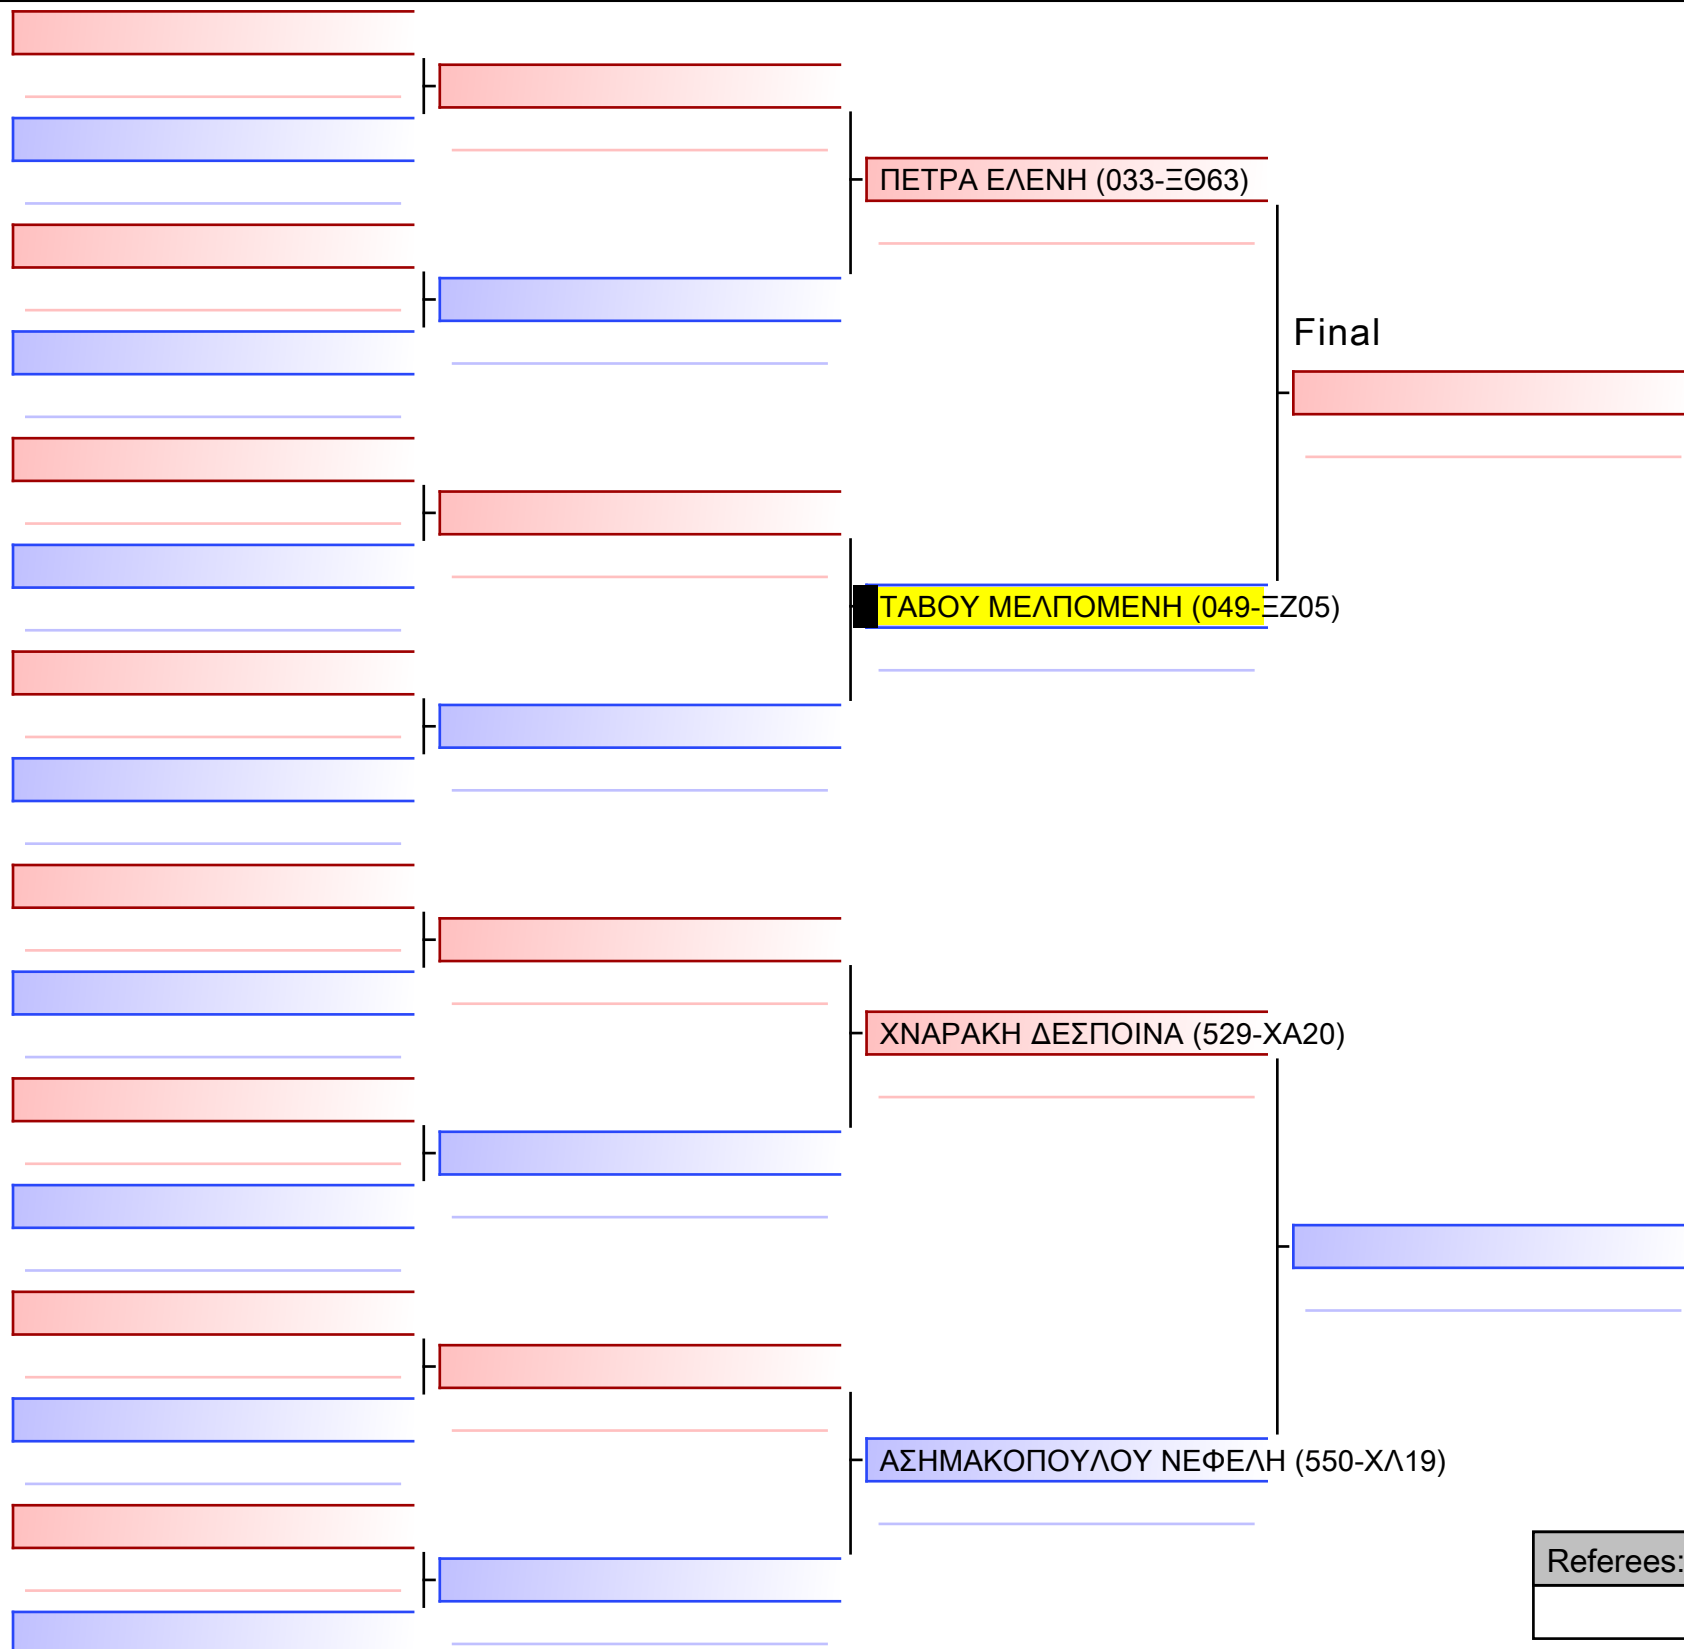 ΠΕΤΡΑ ΕΛΕΝΗ (033-ΞΘ63)
Final
ΤΑΒΟΥ ΜΕΛΠΟΜΕΝΗ (049-ΞΖ05)
ΧΝΑΡΑΚΗ ΔΕΣΠΟΙΝΑ (529-ΧΑ20)
ΑΣΗΜΑΚΟΠΟΥΛΟΥ ΝΕΦΕΛΗ (550-ΧΛ19)
Referees: